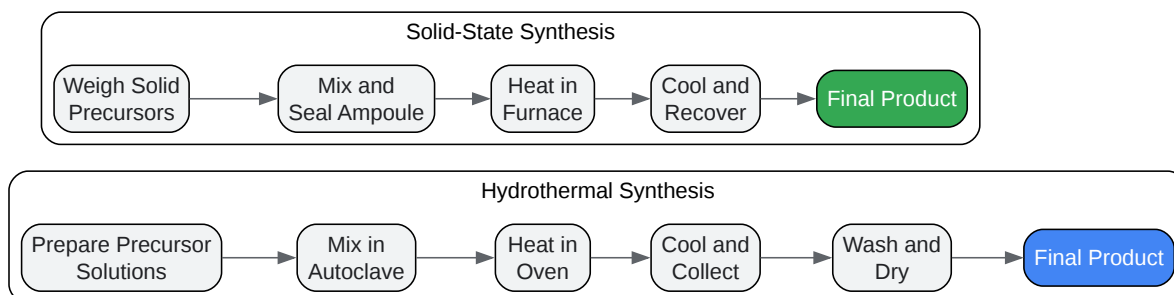 Solid-State Synthesis
Weigh Solid
Precursors
Mix and
Seal Ampoule
Heat in
Furnace
Cool and
Recover
Final Product
Hydrothermal Synthesis
Prepare Precursor
Solutions
Mix in
Autoclave
Heat in
Oven
Cool and
Collect
Wash and
Dry
Final Product